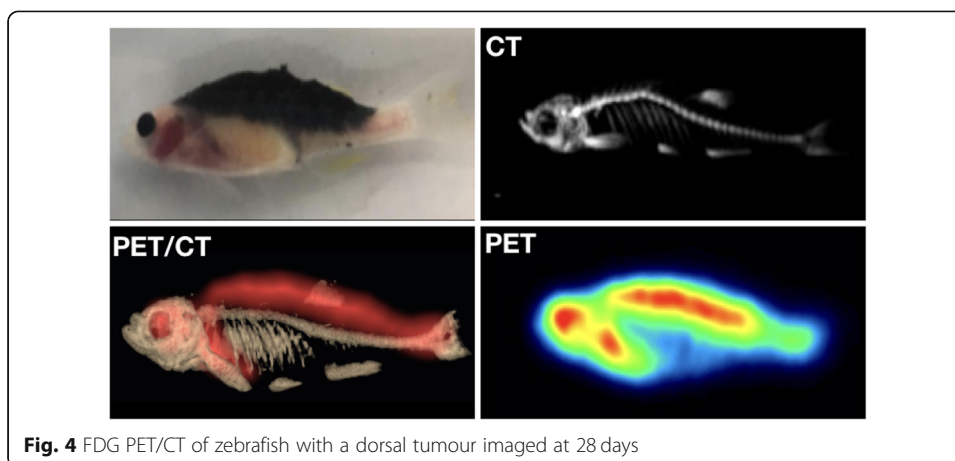 CT
PET/CT
PET
Fig. 4 FDG PET/CT of zebrafish with a dorsal tumour imaged at 28 days